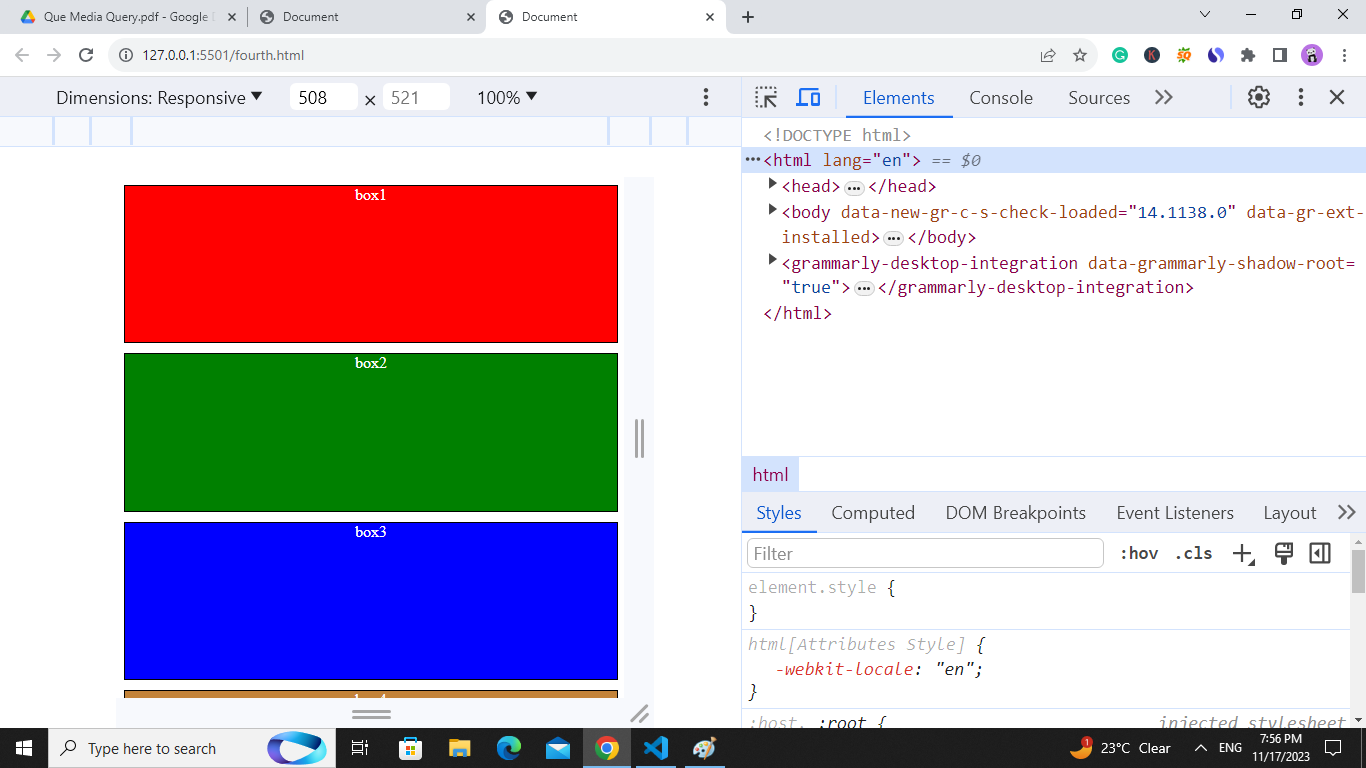 Que Media Query.pdf - Google D
Document
Document
127.0.0.1:5501/fourth.html
Dimensions: Responsive
508 × 521
100%
Elements
Console
Sources
<!DOCTYPE html>
<html lang="en"> == $0
<head> </head>
<body data-new-gr-c-s-check-loaded="14.1138.0" data-gr-ext-
installed> </body>
<grammarly-desktop-integration data-grammarly-shadow-root=
"true"> </grammarly-desktop-integration>
</html>
box1
box2
box3
box4
html
Styles
Computed
DOM Breakpoints
Event Listeners
Layout
Filter
:hov .cls
element.style {
}
html[Attributes Style] {
-webkit-locale: "en";
}
:host, :root {
injected stylesheet
Type here to search
1
23°C Clear
ENG
7:56 PM
11/17/2023